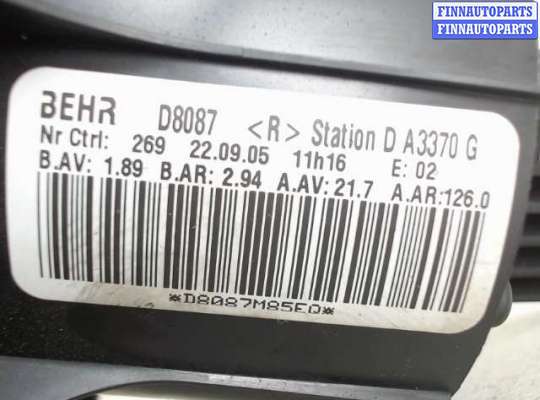 FINNAUTOPARTS
FINNAUTOPARTS
BEHR D8087 <R> Station D A3370 G
Nr Ctrl: 269 22.09.05 11h16 E: 02
B.AV: 1.89 B.AR: 2.94 A.AV: 21.7 A.AR:126.0
*D8087M85ED*